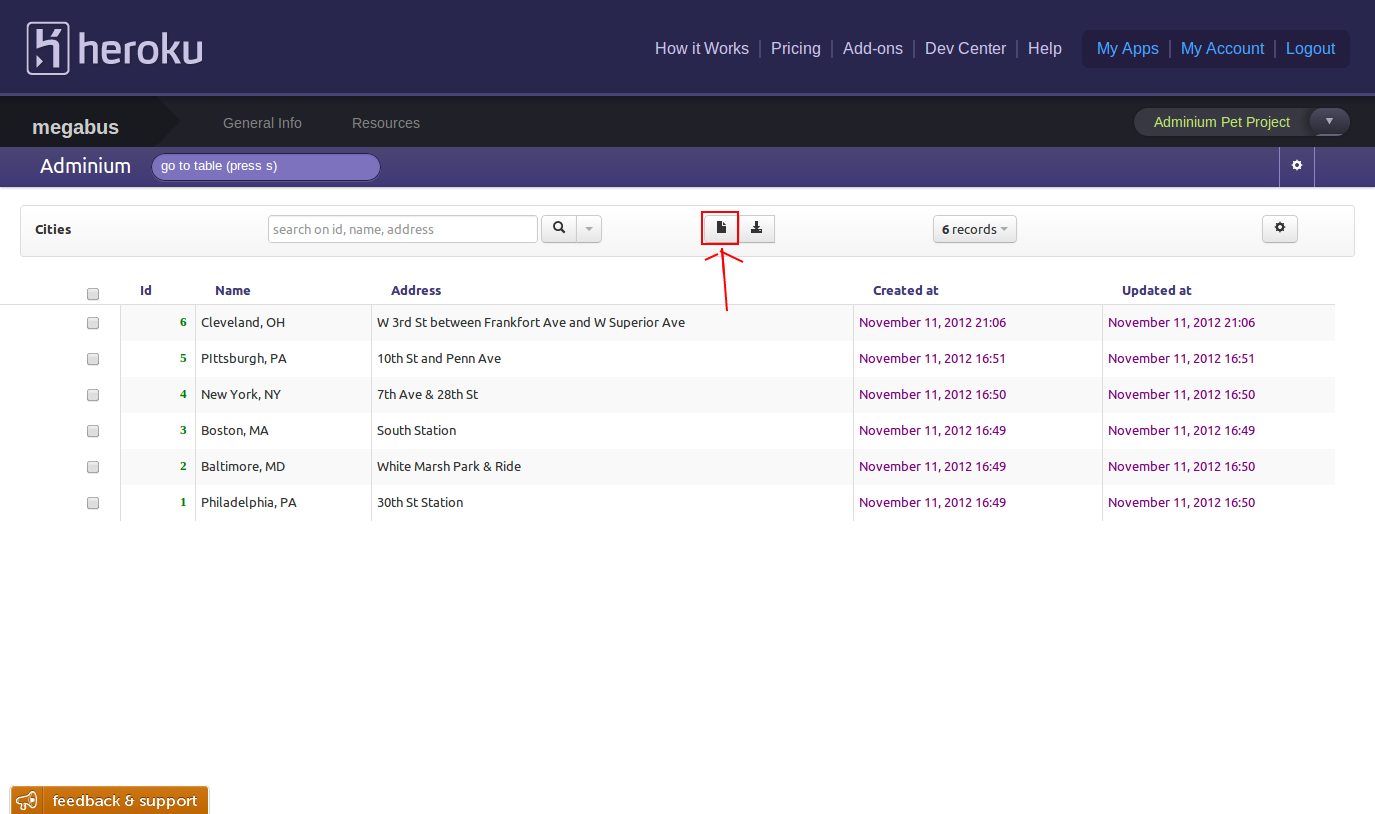 heroku
How it Works Pricing Add-ons Dev Center Help My Apps My Account Logout
megabus General Info Resources Adminium Pet Project
Adminium go to table (press s)
Cities search on id, name, address 6 records
Id Name Address Created at Updated at
6 Cleveland, OH W 3rd St between Frankfort Ave and W Superior Ave November 11, 2012 21:06 November 11, 2012 21:06
5 PIttsburgh, PA 10th St and Penn Ave November 11, 2012 16:51 November 11, 2012 16:51
4 New York, NY 7th Ave & 28th St November 11, 2012 16:50 November 11, 2012 16:50
3 Boston, MA South Station November 11, 2012 16:49 November 11, 2012 16:49
2 Baltimore, MD White Marsh Park & Ride November 11, 2012 16:49 November 11, 2012 16:50
1 Philadelphia, PA 30th St Station November 11, 2012 16:49 November 11, 2012 16:50
feedback & support